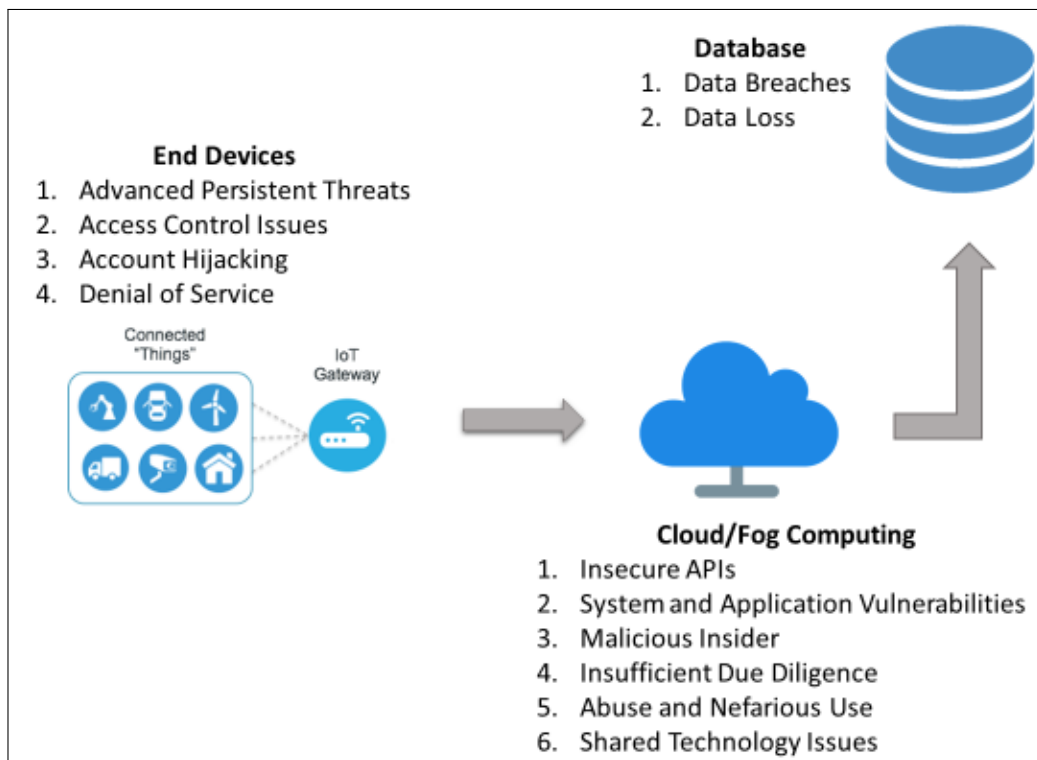 Database
1. Data Breaches
2. Data Loss
End Devices
1. Advanced Persistent Threats
2. Access Control Issues
3. Account Hijacking
4. Denial of Service
Connected
"Things"
IoT
Gateway
Cloud/Fog Computing
1. Insecure APIs
2. System and Application Vulnerabilities
3. Malicious Insider
4. Insufficient Due Diligence
5. Abuse and Nefarious Use
6. Shared Technology Issues